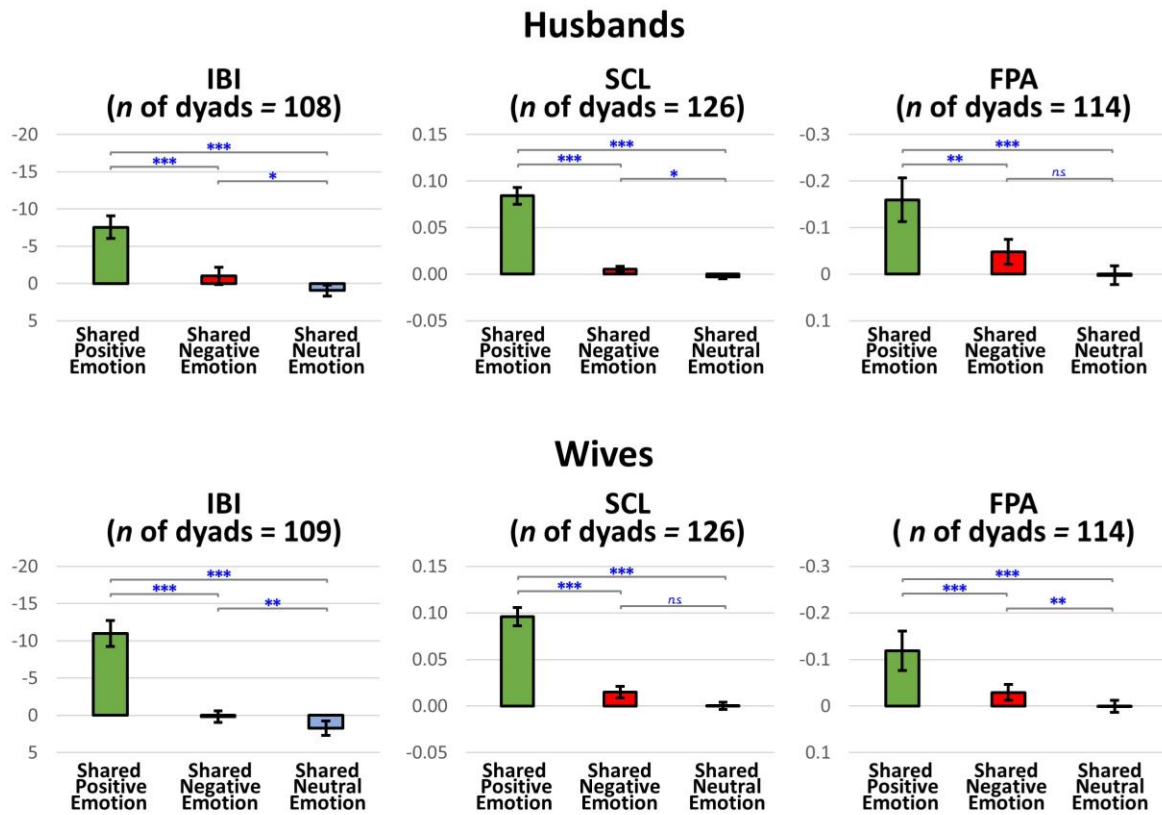 Husbands
IBI
(n of dyads = 108)
-20
-15
-10
-5
0
5
***
***
*
Shared Positive Emotion
Shared Negative Emotion
Shared Neutral Emotion
SCL
(n of dyads = 126)
0.15
0.10
0.05
0.00
-0.05
***
***
*
Shared Positive Emotion
Shared Negative Emotion
Shared Neutral Emotion
FPA
(n of dyads = 114)
-0.3
-0.2
-0.1
0
0.1
***
**
ns
Shared Positive Emotion
Shared Negative Emotion
Shared Neutral Emotion
Wives
IBI
(n of dyads = 109)
-20
-15
-10
-5
0
5
***
***
**
Shared Positive Emotion
Shared Negative Emotion
Shared Neutral Emotion
SCL
(n of dyads = 126)
0.15
0.10
0.05
0.00
-0.05
***
***
ns
Shared Positive Emotion
Shared Negative Emotion
Shared Neutral Emotion
FPA
( n of dyads = 114)
-0.3
-0.2
-0.1
0
0.1
***
***
**
Shared Positive Emotion
Shared Negative Emotion
Shared Neutral Emotion